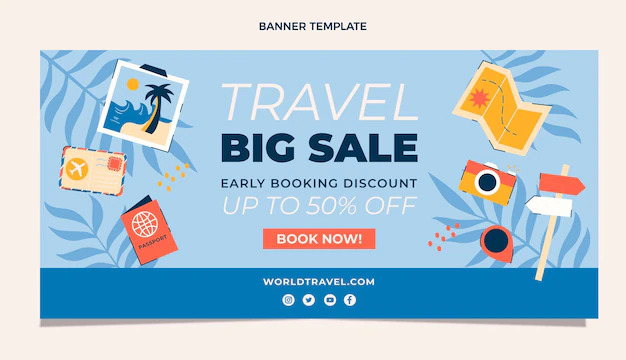 BANNER TEMPLATE
TRAVEL
BIG SALE
EARLY BOOKING DISCOUNT
UP TO 50% OFF
BOOK NOW!
PASSPORT
WORLDTRAVEL.COM